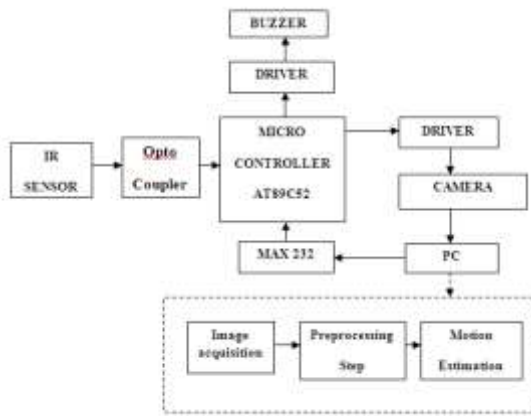 BUZZER
DRIVER
MICRO
CONTROLLER
AT89C52
DRIVER
IR
SENSOR
Opto
Coupler
CAMERA
MAX 232
PC
Image
acquisition
Preprocessing
Step
Motion
Estimation